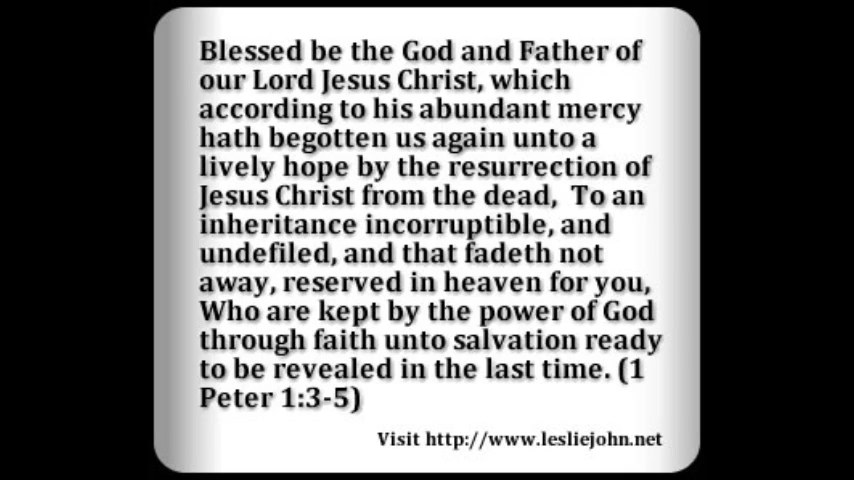 Blessed be the God and Father of
our Lord Jesus Christ, which
according to his abundant mercy
hath begotten us again unto a
lively hope by the resurrection of
Jesus Christ from the dead,  To an
inheritance incorruptible, and
undefiled, and that fadeth not
away, reserved in heaven for you,
Who are kept by the power of God
through faith unto salvation ready
to be revealed in the last time. (1
Peter 1:3-5)
Visit http://www.lesliejohn.net